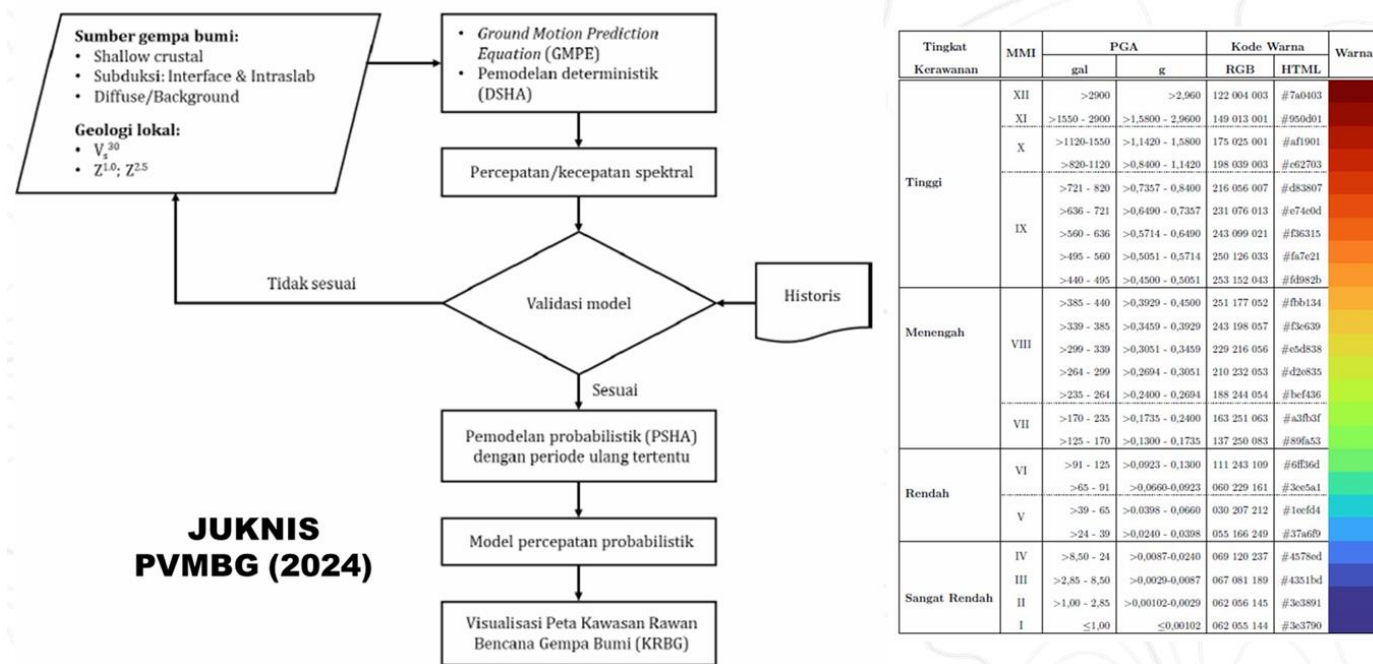 Sumber gempa bumi:
• Shallow crustal
• Subduksi: Interface & Intraslab
• Diffuse/Background
Geologi lokal:
• Vs30
• Z1.0; Z2.5
• Ground Motion Prediction
Equation (GMPE)
• Pemodelan deterministik
(DSHA)
Percepatan/kecepatan spektral
Tidak sesuai
Validasi model
Historis
Sesuai
Pemodelan probabilistik (PSHA)
dengan periode ulang tertentu
Model percepatan probabilistik
Visualisasi Peta Kawasan Rawan
Bencana Gempa Bumi (KRBG)
JUKNIS
PVMBG (2024)
Tingkat Kerawanan MMI PGA Kode Warna Warna
gal g RGB HTML
Tinggi
XII >2900 >2,960 122 004 003 #7a0403
XI >1550 - 2900 >1,5800 - 2,9600 149 013 001 #950d01
X >1120-1550 >1,1420 - 1,5800 175 025 001 #af1901
>820-1120 >0,8400 - 1,1420 198 039 003 #c62703
IX >721 - 820 >0,7357 - 0,8400 216 056 007 #d83807
>636 - 721 >0,6490 - 0,7357 231 076 013 #e74c0d
>560 - 636 >0,5714 - 0,6490 243 099 021 #f36315
>495 - 560 >0,5051 - 0,5714 250 126 033 #fa7e21
>440 - 495 >0,4500 - 0,5051 253 152 043 #fd982b
Menengah
VIII >385 - 440 >0,3929 - 0,4500 251 177 052 #fbb134
>339 - 385 >0,3459 - 0,3929 243 198 057 #f3c639
>299 - 339 >0,3051 - 0,3459 229 216 056 #e5d838
>264 - 299 >0,2694 - 0,3051 210 232 053 #d2e835
>235 - 264 >0,2400 - 0,2694 188 244 054 #bef436
VII >170 - 235 >0,1735 - 0,2400 163 251 063 #a3fb3f
>125 - 170 >0,1300 - 0,1735 137 250 083 #89fa53
Rendah
VI >91 - 125 >0,0923 - 0,1300 111 243 109 #6ff36d
>65 - 91 >0,0660-0,0923 060 229 161 #3ce5a1
V >39 - 65 >0.0398 - 0,0660 030 207 212 #1ecfd4
>24 - 39 >0,0240 - 0,0398 055 166 249 #37a6f9
Sangat Rendah
IV >8,50 - 24 >0,0087-0,0240 069 120 237 #4578ed
III >2,85 - 8,50 >0,0029-0,0087 067 081 189 #4351bd
II >1,00 - 2,85 >0,00102-0,0029 062 056 145 #3e3891
I ≤1,00 ≤0,00102 062 055 144 #3e3790